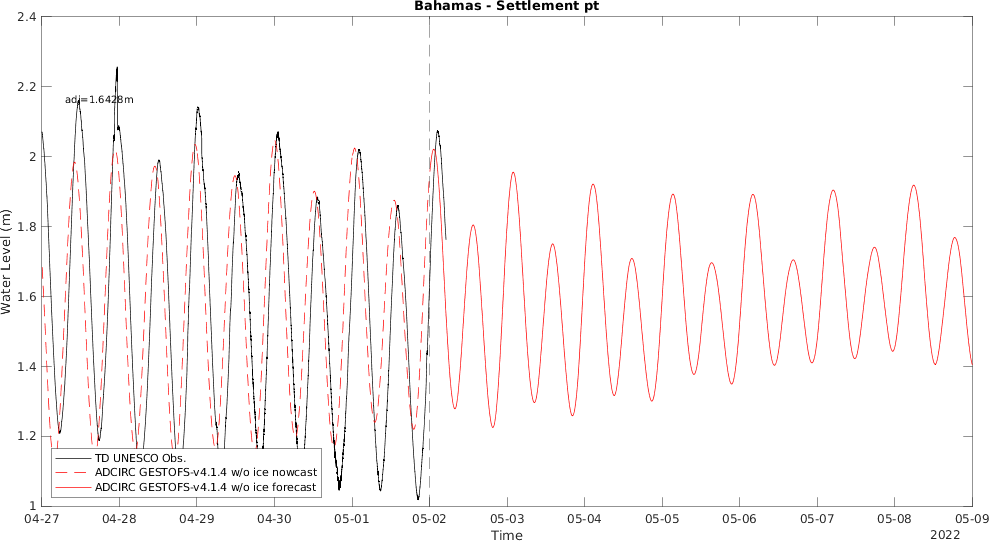 Bahamas - Settlement pt
2.4
2.2
2
1.8
1.6
1.4
1.2
1
Water Level (m)
adj=1.6428m
TD UNESCO Obs.
ADCIRC GESTOFS-v4.1.4 w/o ice nowcast
ADCIRC GESTOFS-v4.1.4 w/o ice forecast
04-27 04-28 04-29 04-30 05-01 05-02 05-03 05-04 05-05 05-06 05-07 05-08 05-09
Time
2022